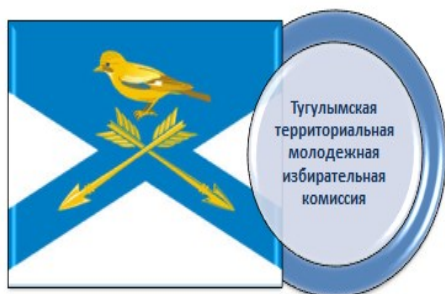 Тугулымская
территориальная
молодежная
избирательная
комиссия